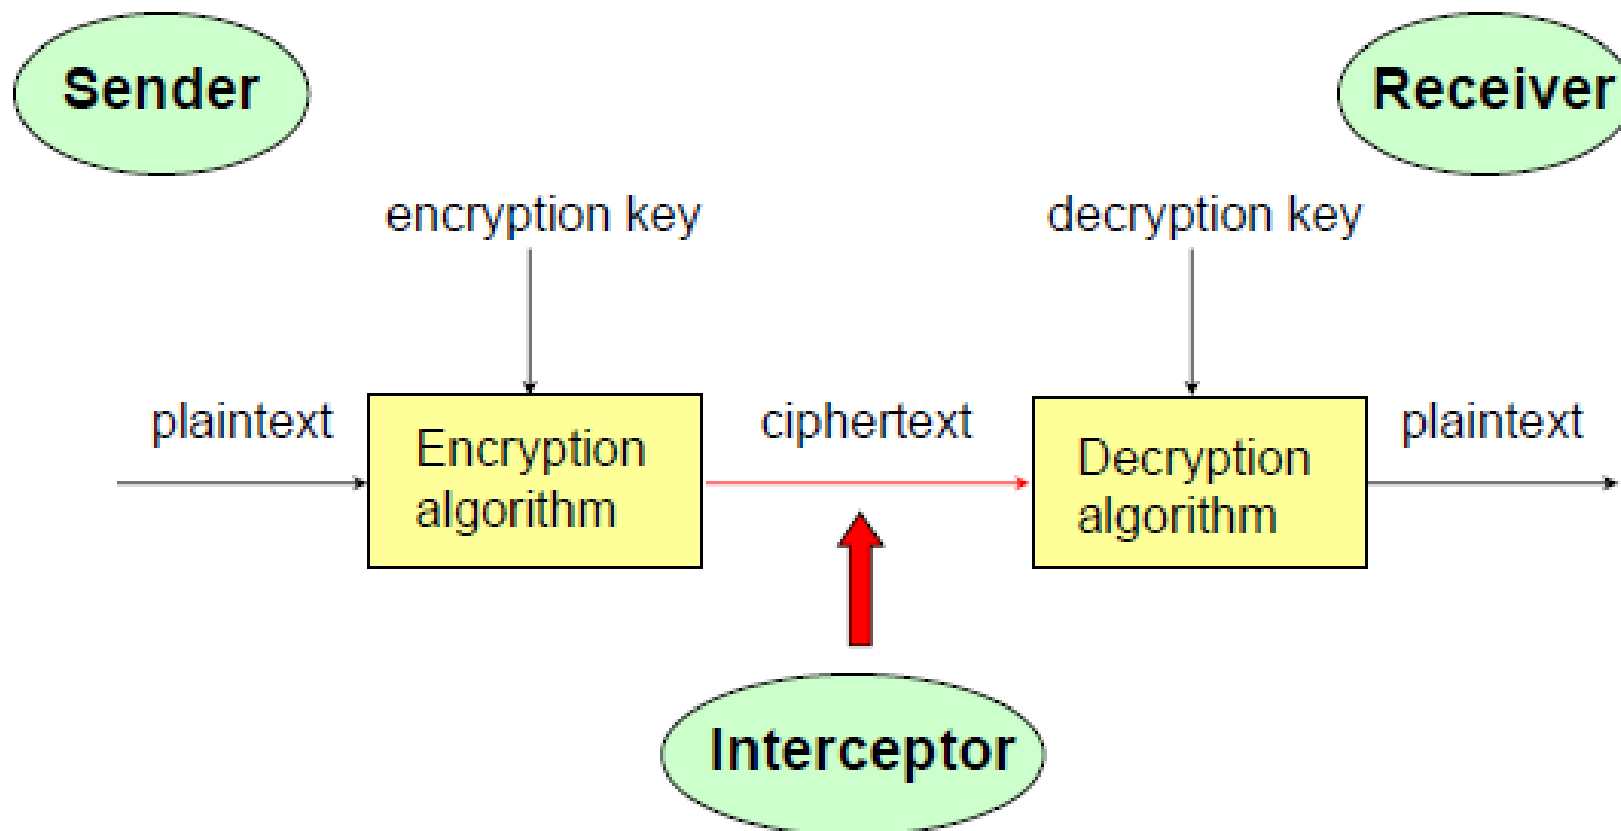 Sender
Receiver
encryption key
decryption key
plaintext
Encryption
algorithm
ciphertext
Decryption
algorithm
plaintext
Interceptor